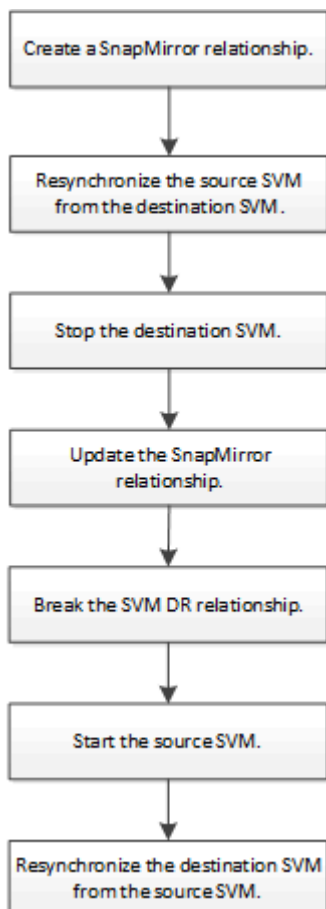 Create a SnapMirror relationship.
Resynchronize the source SVM
from the destination SVM.
Stop the destination SVM.
Update the SnapMirror
relationship.
Break the SVM DR relationship.
Start the source SVM.
Resynchronize the destination SVM
from the source SVM.